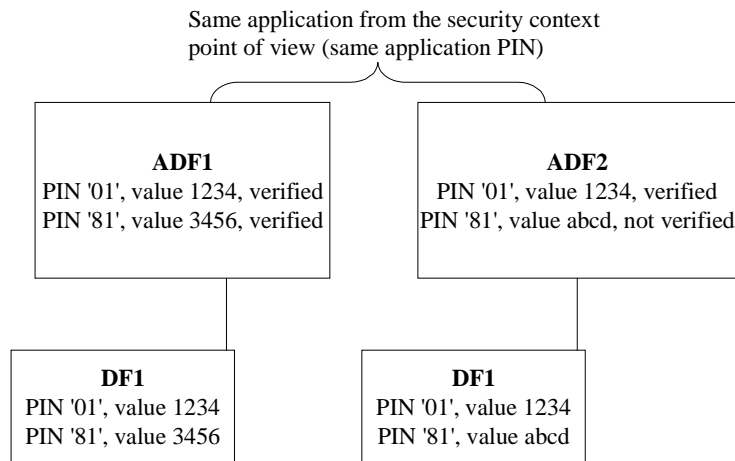 Same application from the security context
point of view (same application PIN)
ADF1
PIN '01', value 1234, verified
PIN '81', value 3456, verified
ADF2
PIN '01', value 1234, verified
PIN '81', value abcd, not verified
DF1
PIN '01', value 1234
PIN '81', value 3456
DF1
PIN '01', value 1234
PIN '81', value abcd